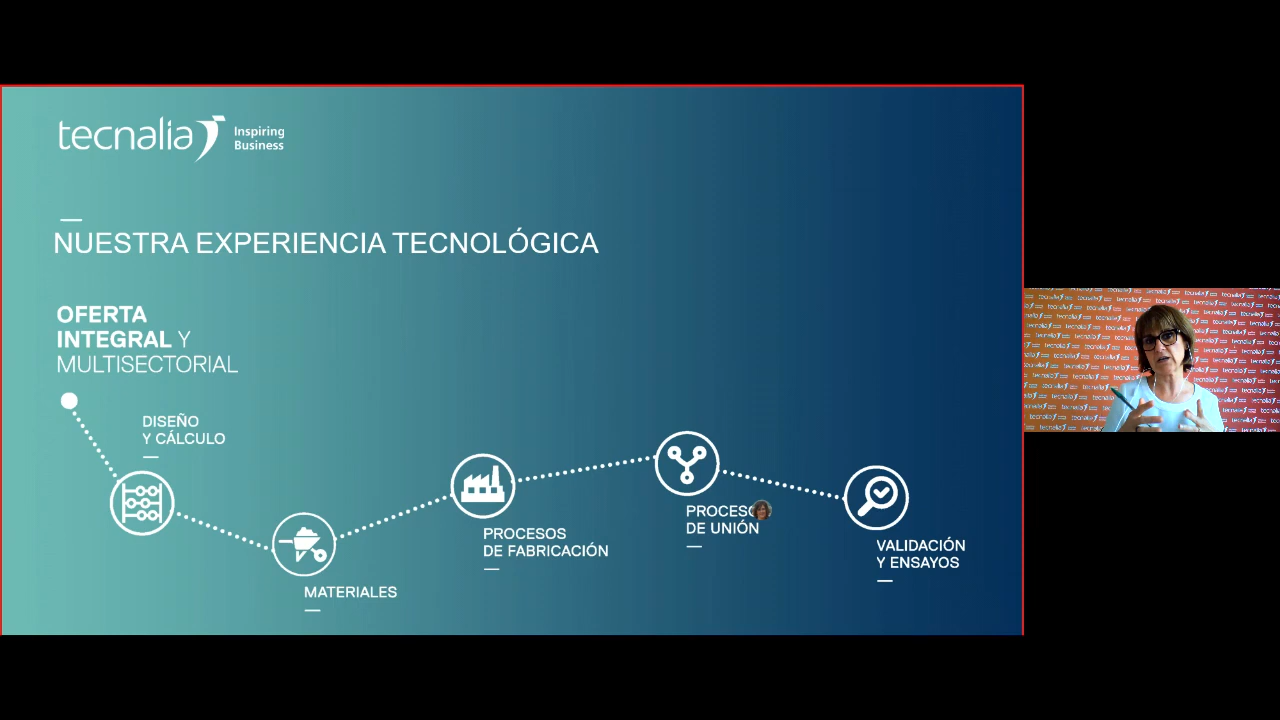 tecnalia Inspiring
Business
NUESTRA EXPERIENCIA TECNOLÓGICA
OFERTA
INTEGRAL Y
MULTISECTORIAL
DISEÑO
Y CÁLCULO
MATERIALES
PROCESOS
DE FABRICACIÓN
PROCESO
DE UNIÓN
VALIDACIÓN
Y ENSAYOS